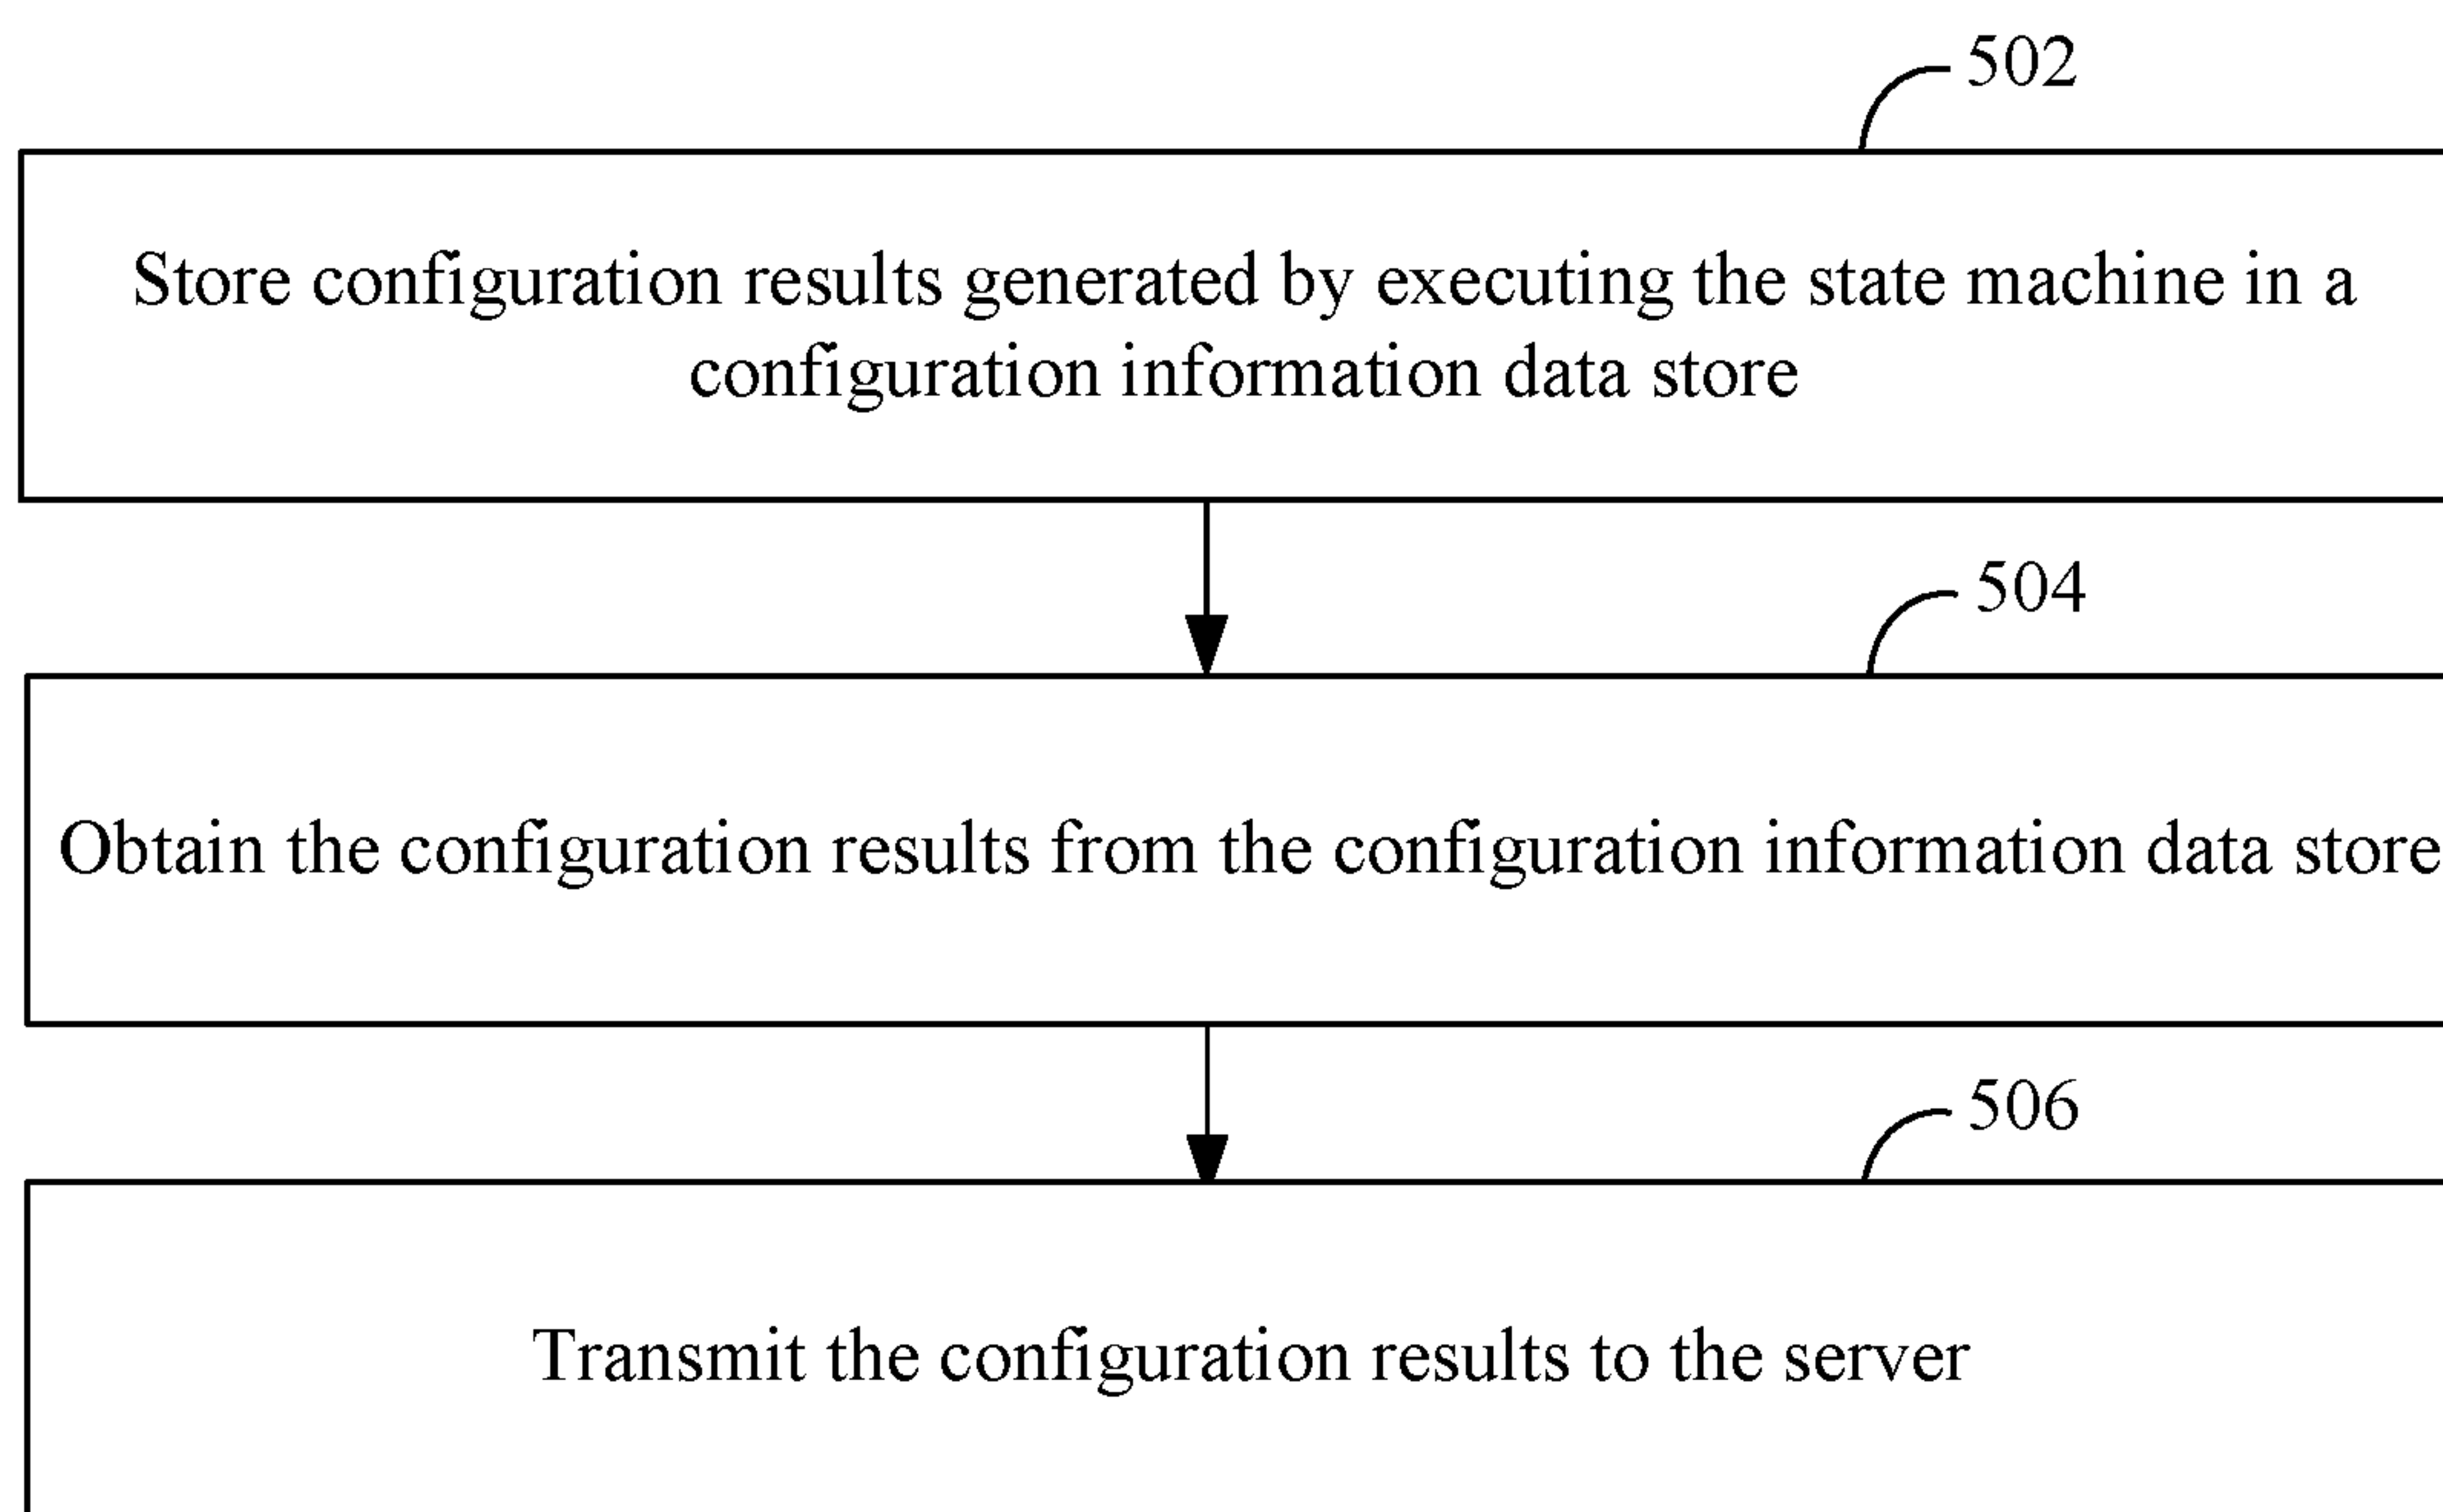 502
Store configuration results generated by executing the state machine in a
configuration information data store
504
Obtain the configuration results from the configuration information data store
506
Transmit the configuration results to the server